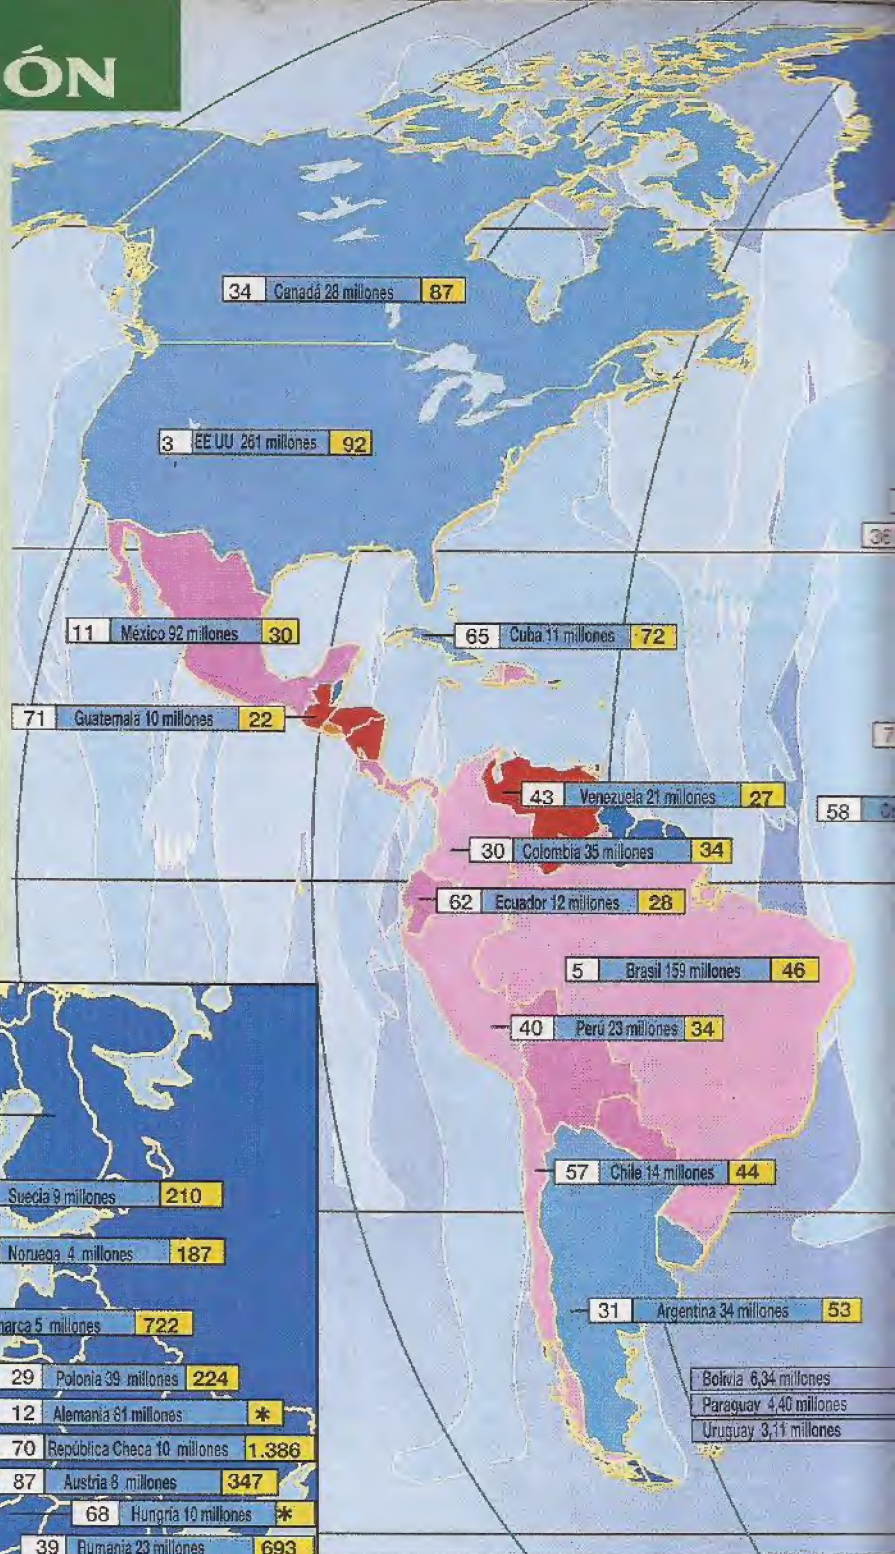 ÓN
34 Canadá 28 millones 87
3 EE UU 261 millones 92
36
11 México 92 millones 30
65 Cuba 11 millones 72
71 Guatemala 10 millones 22
7
43 Venezuela 21 millones 27
58
30 Colombia 35 millones 34
62 Ecuador 12 millones 28
5 Brasil 159 millones 46
40 Perú 23 millones 34
57 Chile 14 millones 44
Suecia 9 millones 210
Noruega 4 millones 187
31 Argentina 34 millones 53
marca 5 millones 722
29 Polonia 39 millones 224
Bolivia 6,34 millones
12 Alemania 81 millones *
Paraguay 4,40 millones
Uruguay 3,11 millones
70 República Checa 10 millones 1.386
87 Austria 8 millones 347
68 Hungría 10 millones *
39 Rumania 23 millones 693